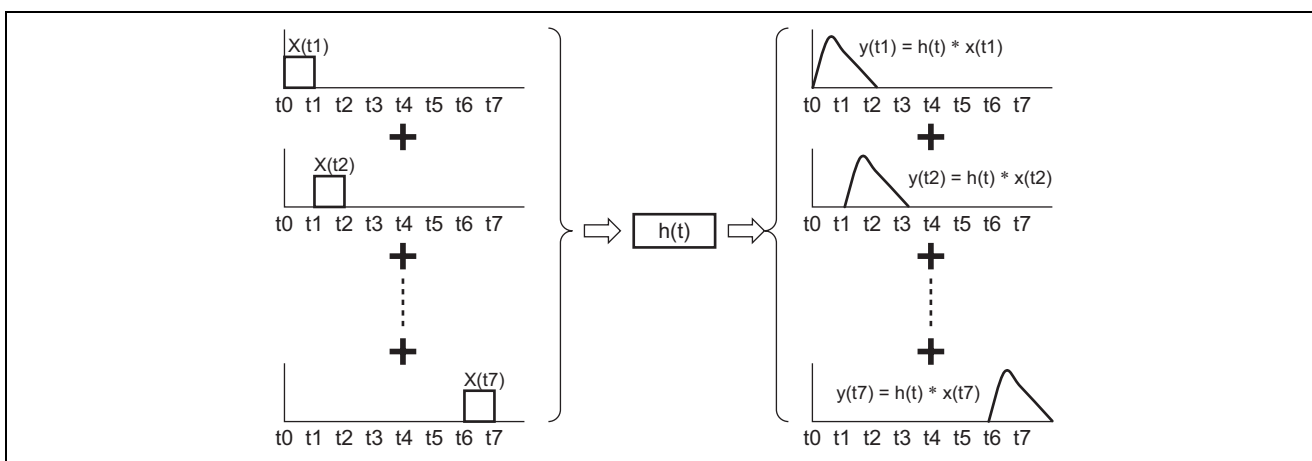 X(t1)
t0 t1 t2 t3 t4 t5 t6 t7
+
X(t2)
t0 t1 t2 t3 t4 t5 t6 t7
+
+
X(t7)
t0 t1 t2 t3 t4 t5 t6 t7
h(t)
y(t1) = h(t) * x(t1)
t0 t1 t2 t3 t4 t5 t6 t7
+
y(t2) = h(t) * x(t2)
t0 t1 t2 t3 t4 t5 t6 t7
+
+
y(t7) = h(t) * x(t7)
t0 t1 t2 t3 t4 t5 t6 t7